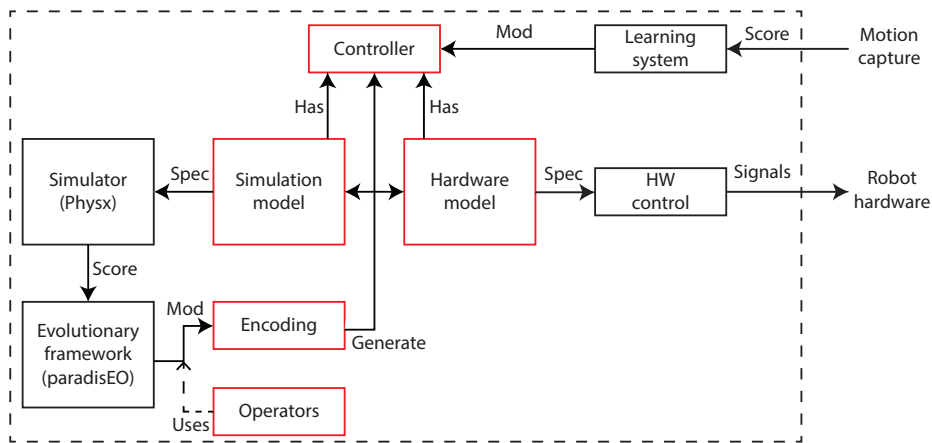 Controller
Mod
Learning
system
Score
Motion
capture
Has
Has
Simulator
(Physx)
Spec
Simulation
model
Hardware
model
Spec
HW
control
Signals
Robot
hardware
Score
Evolutionary
framework
(paradisEO)
Mod
Encoding
Generate
Uses
Operators